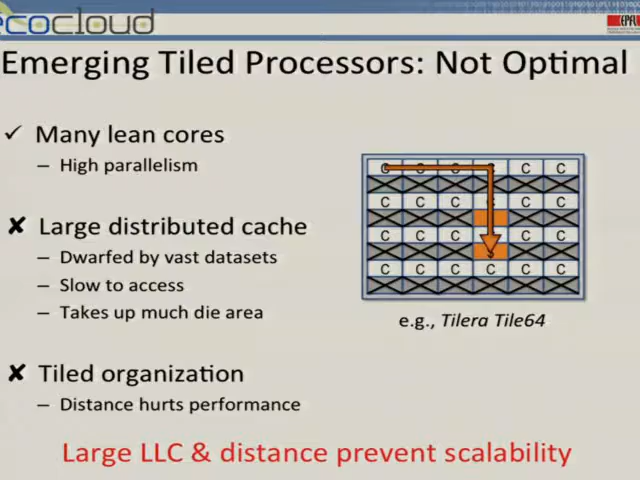 ecocloud
EPFL
Emerging Tiled Processors: Not Optimal
✓ Many lean cores
– High parallelism
✘ Large distributed cache
– Dwarfed by vast datasets
– Slow to access
– Takes up much die area
✘ Tiled organization
– Distance hurts performance
C C C C C
C C C C C
C C C C C C
$
C C C C C C
e.g., Tilera Tile64
Large LLC & distance prevent scalability